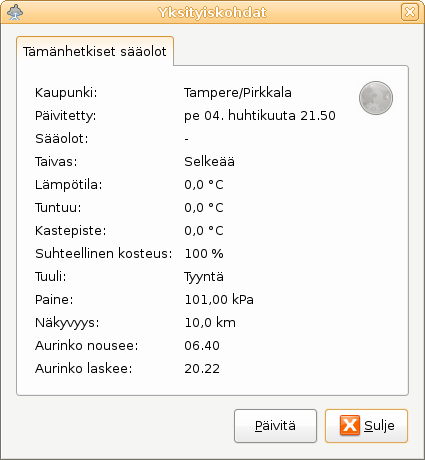 Yksityiskohdat
Tämänhetkiset sääolot
Kaupunki: Tampere/Pirkkala
Päivitetty: pe 04. huhtikuuta 21.50
Sääolot: -
Taivas: Selkeää
Lämpötila: 0,0 °C
Tuntuu: 0,0 °C
Kastepiste: 0,0 °C
Suhteellinen kosteus: 100 %
Tuuli: Tyyntä
Paine: 101,00 kPa
Näkyvyys: 10,0 km
Aurinko nousee: 06.40
Aurinko laskee: 20.22
Päivitä Sulje